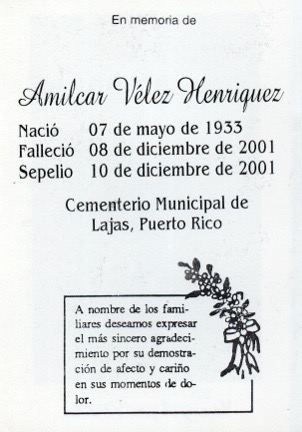 En memoria de
Amilcar Vélez Henriquez
Nació 07 de mayo de 1933
Falleció 08 de diciembre de 2001
Sepelio 10 de diciembre de 2001
Cementerio Municipal de
Lajas, Puerto Rico
A nombre de los fami-
liares deseamos expresar
el más sincero agradeci-
miento por su demostra-
ción de afecto y cariño
en sus momentos de do-
lor.